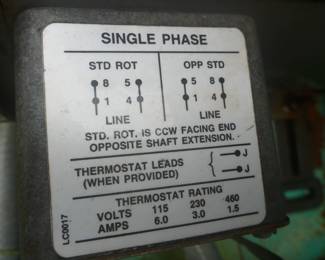 SINGLE PHASE
STD ROT OPP STD
8 5 5 8
1 4 1 4
LINE LINE
STD. ROT. IS CCW FACING END
OPPOSITE SHAFT EXTENSION.
THERMOSTAT LEADS
(WHEN PROVIDED)
J
J
THERMOSTAT RATING
VOLTS 115 230 460
AMPS 6.0 3.0 1.5
LC0017